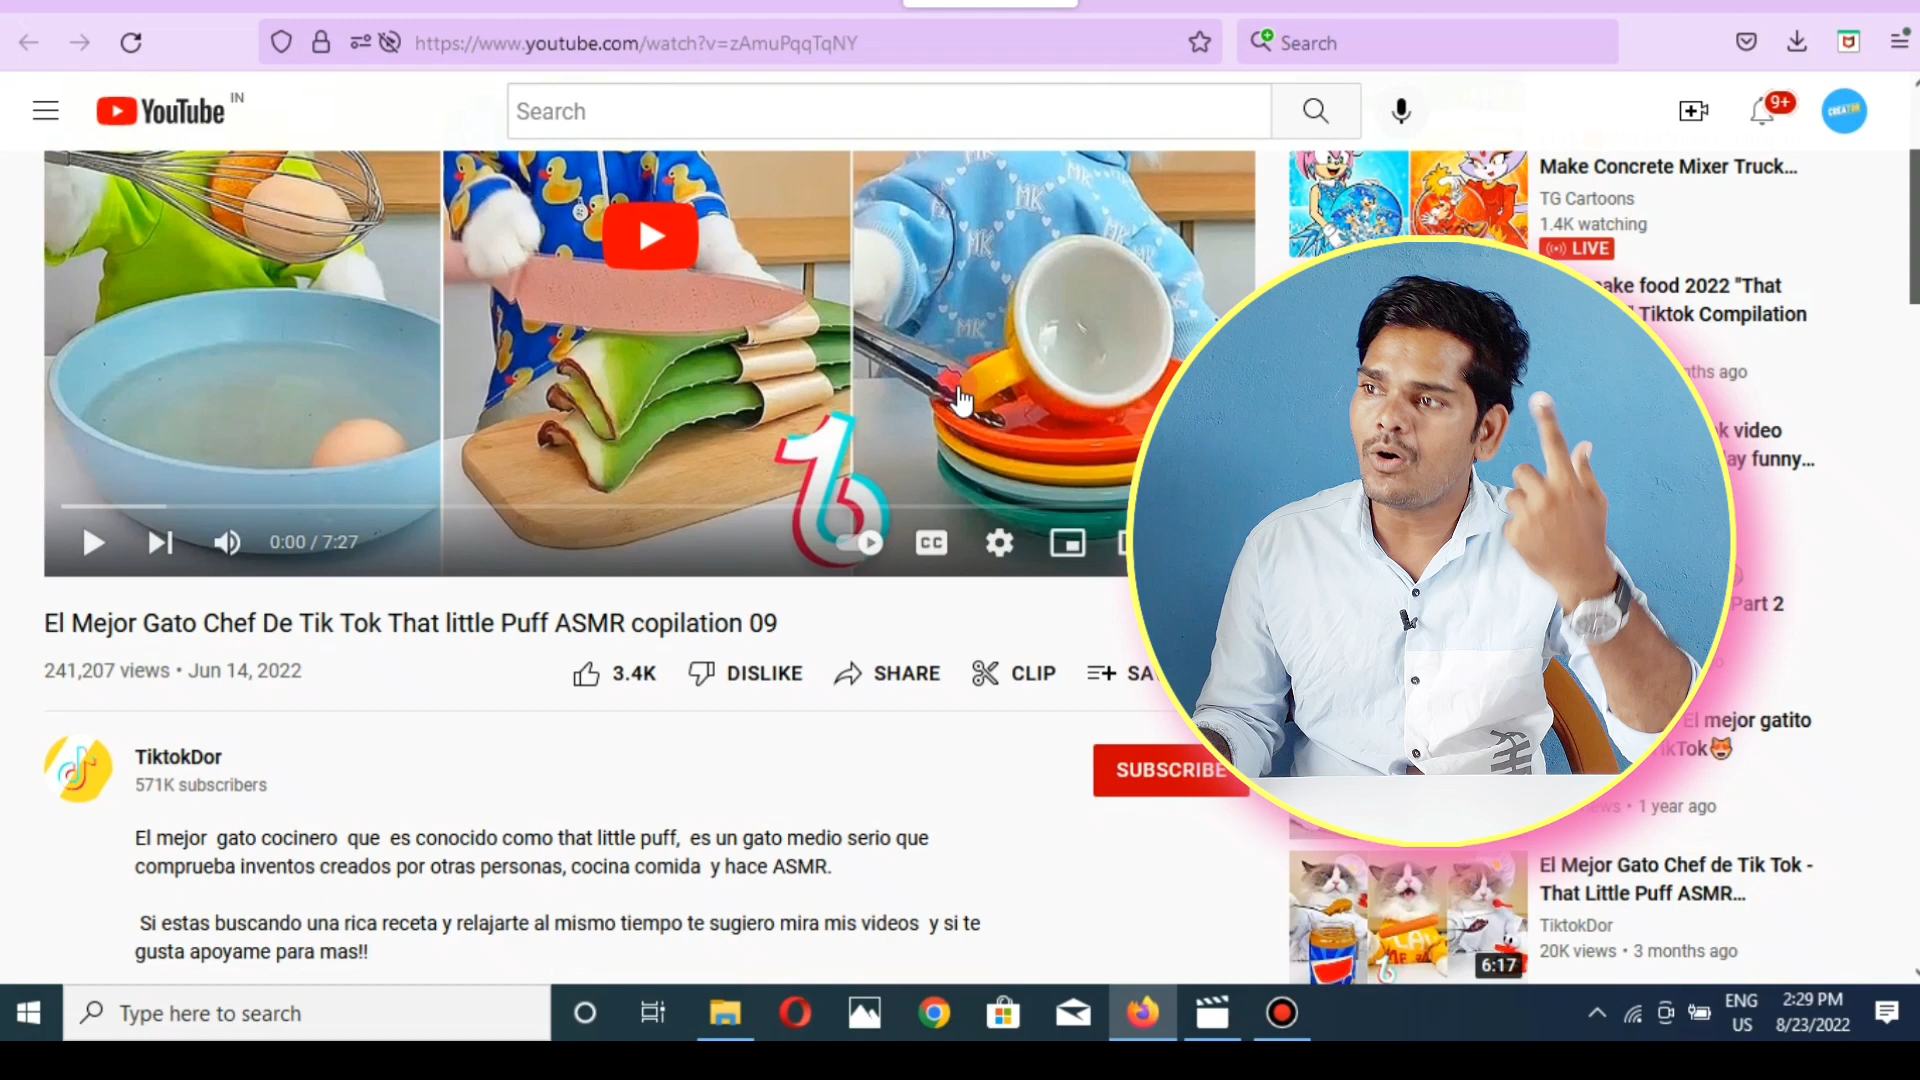 https://www.youtube.com/watch?v=zAmuPqqTqNY
Search
YouTube IN
Search
9+
CREATOR
MK
MK
MK
0:00 / 7:27
CC
El Mejor Gato Chef De Tik Tok That little Puff ASMR copilation 09
241,207 views • Jun 14, 2022
3.4K
DISLIKE
SHARE
CLIP
TiktokDor
571K subscribers
SUBSCRIBE
El mejor gato cocinero que es conocido como that little puff, es un gato medio serio que
comprueba inventos creados por otras personas, cocina comida y hace ASMR.
Si estas buscando una rica receta y relajarte al mismo tiempo te sugiero mira mis videos y si te
gusta apoyame para mas!!
Make Concrete Mixer Truck...
TG Cartoons
1.4K watching
LIVE
food 2022 "That
Tiktok Compilation
ago
video
funny...
Part 2
El mejor gatito
1 year ago
El Mejor Gato Chef de Tik Tok -
That Little Puff ASMR...
TiktokDor
20K views • 3 months ago
6:17
Type here to search
ENG
US
2:29 PM
8/23/2022